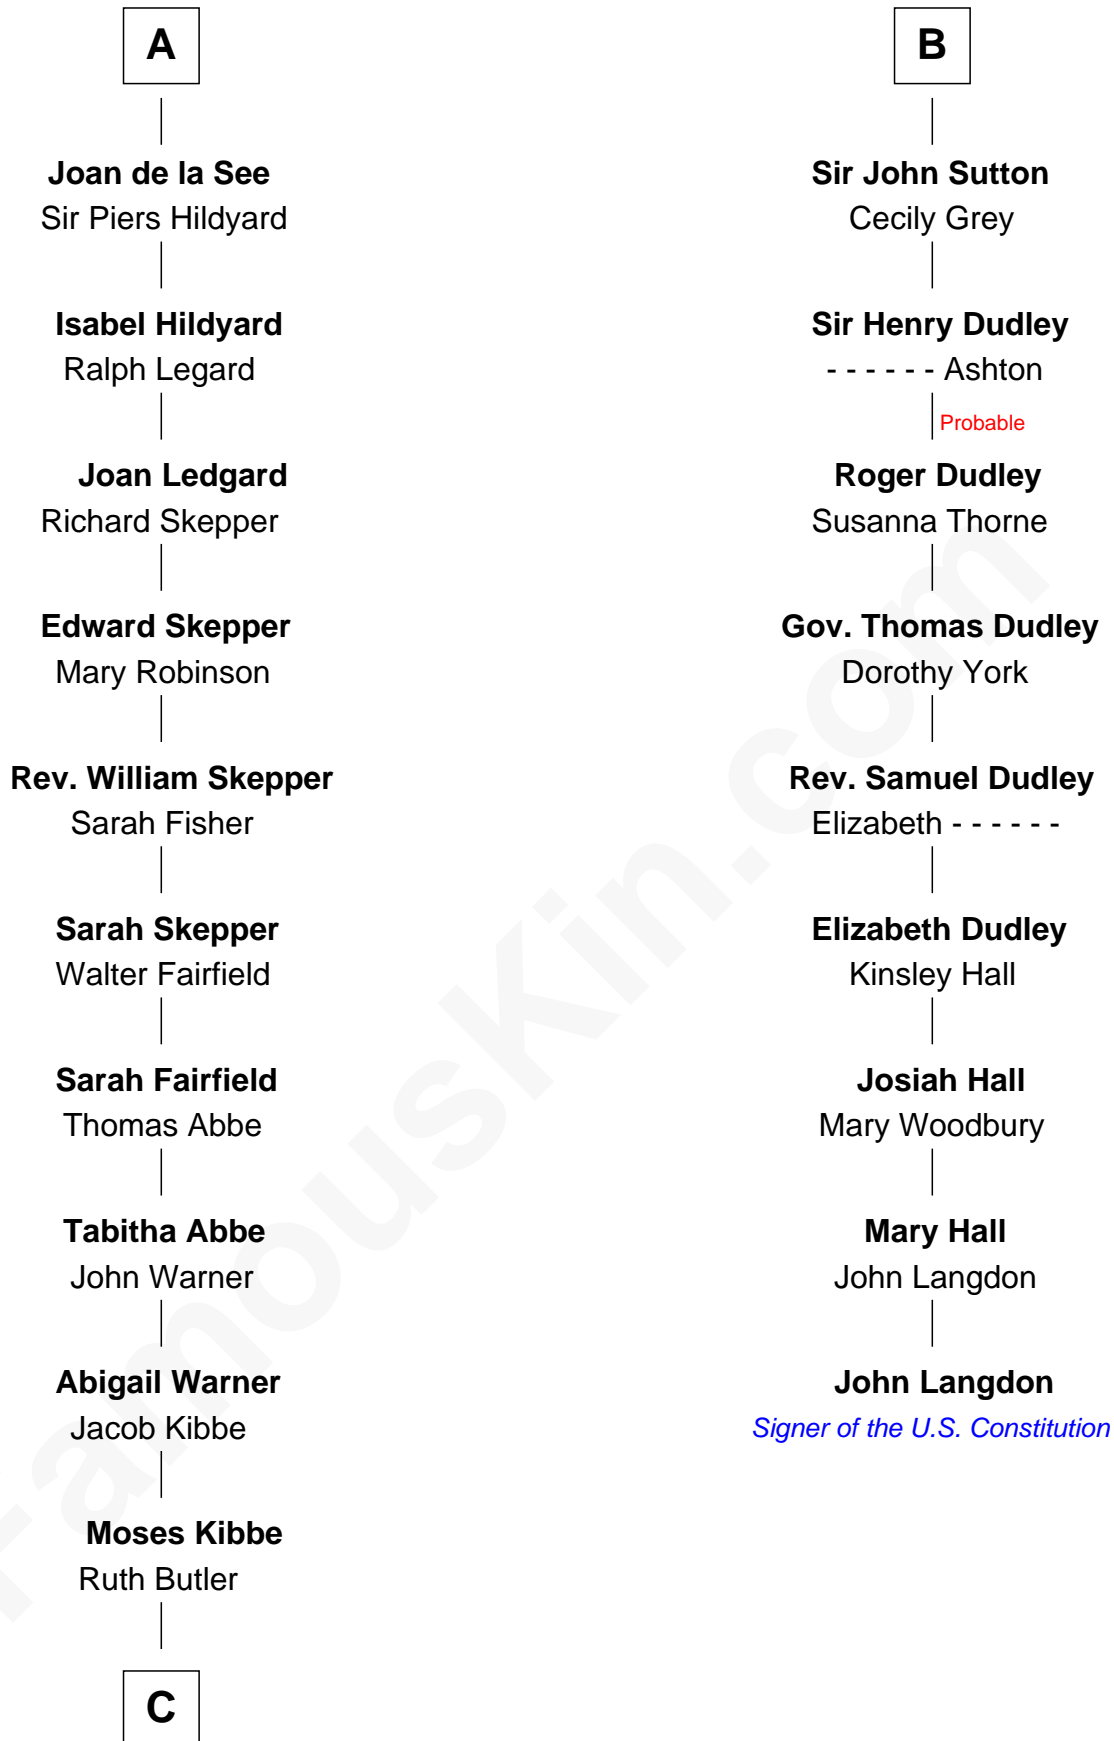 A
Joan de la See
Sir Piers Hildyard
Isabel Hildyard
Ralph Legard
Joan Ledgard
Richard Skepper
Edward Skepper
Mary Robinson
Rev. William Skepper
Sarah Fisher
Sarah Skepper
Walter Fairfield
Sarah Fairfield
Thomas Abbe
Tabitha Abbe
John Warner
Abigail Warner
Jacob Kibbe
Moses Kibbe
Ruth Butler
C
B
Sir John Sutton
Cecily Grey
Sir Henry Dudley
- - - - - - Ashton
Probable
Roger Dudley
Susanna Thorne
Gov. Thomas Dudley
Dorothy York
Rev. Samuel Dudley
Elizabeth - - - - - -
Elizabeth Dudley
Kinsley Hall
Josiah Hall
Mary Woodbury
Mary Hall
John Langdon
John Langdon
Signer of the U.S. Constitution
FamousKin.com